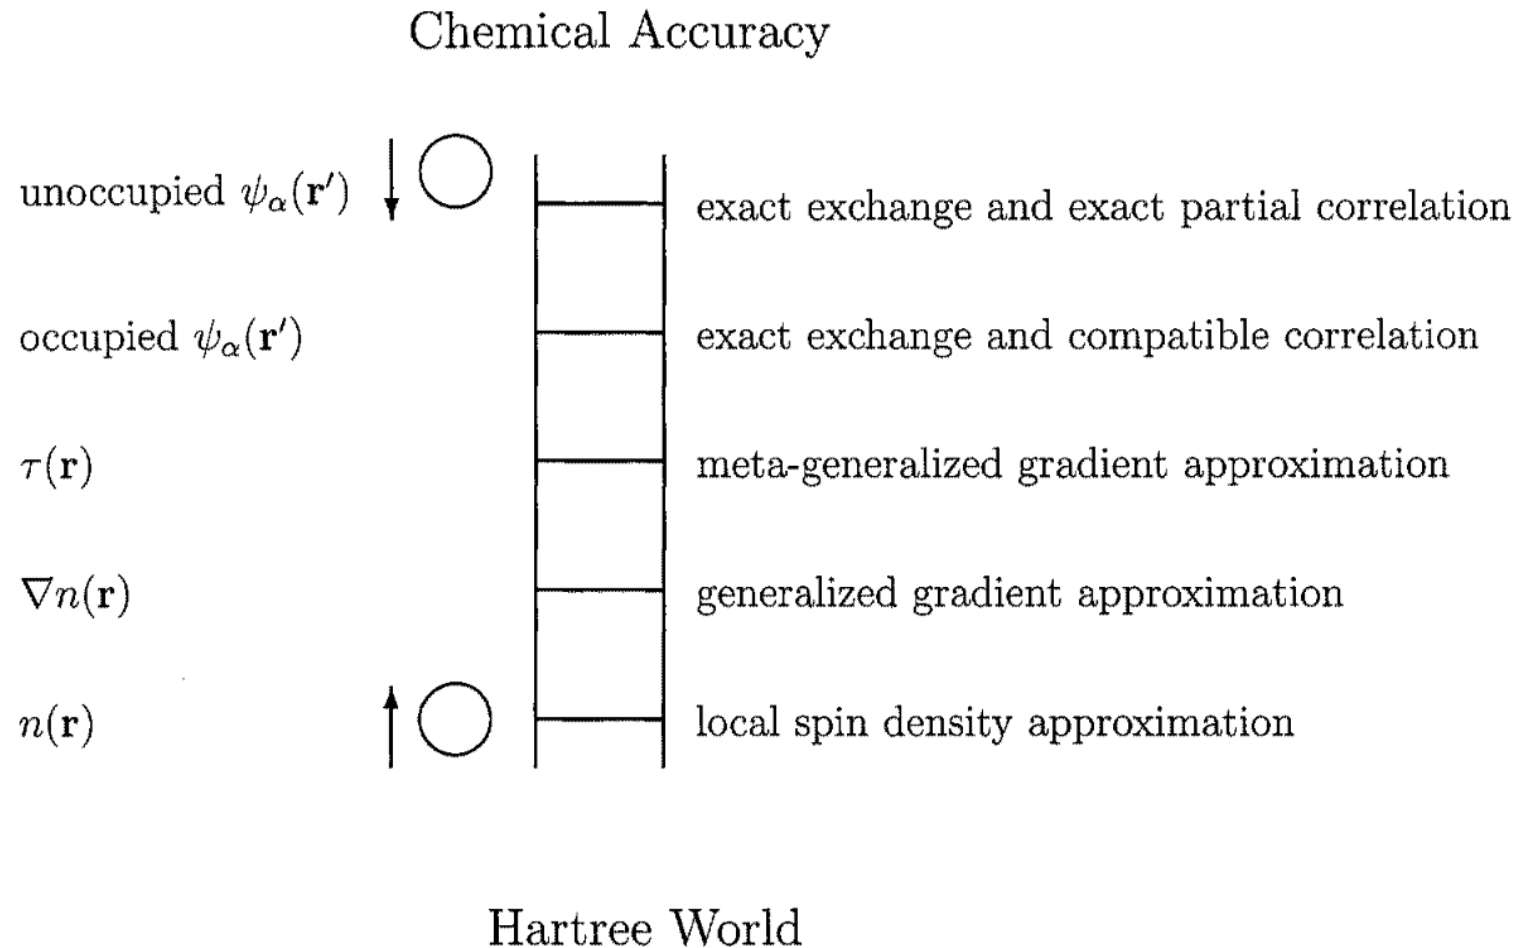 Chemical Accuracy
unoccupied ψα(r′)
exact exchange and exact partial correlation
occupied ψα(r′)
exact exchange and compatible correlation
τ(r)
meta-generalized gradient approximation
∇n(r)
generalized gradient approximation
n(r)
local spin density approximation
Hartree World